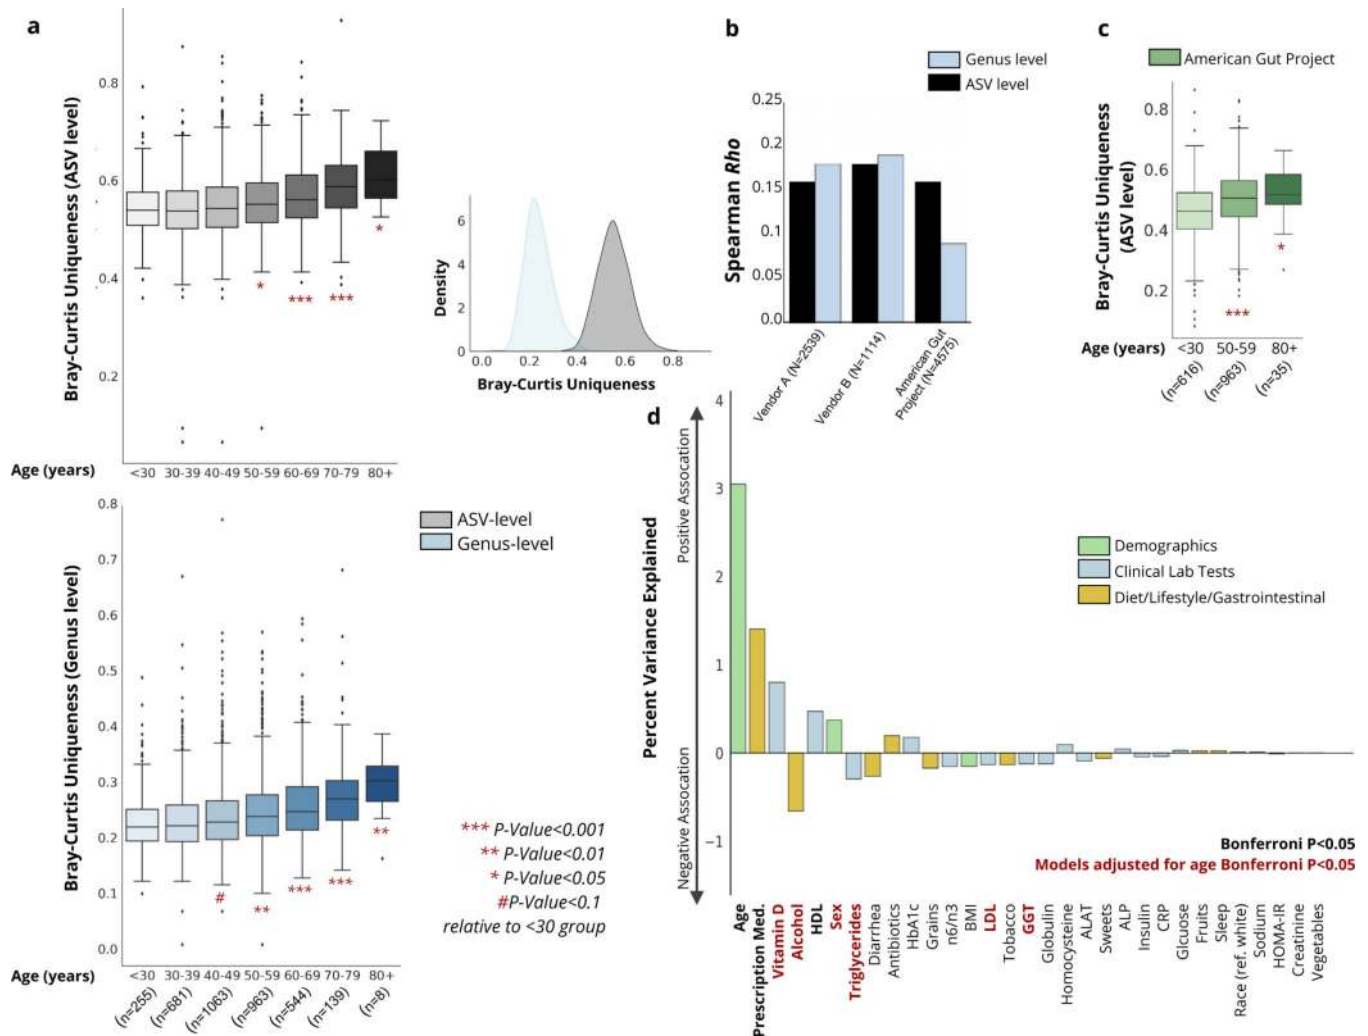 a
Bray-Curtis Uniqueness (ASV level)
0.8
0.6
0.4
0.2
*
***
***
*
Age (years)
<30 30-39 40-49 50-59 60-69 70-79 80+
Density
6
4
2
0
0.0 0.2 0.4 0.6 0.8
Bray-Curtis Uniqueness
ASV-level
Genus-level
Bray-Curtis Uniqueness (Genus level)
0.8
0.7
0.6
0.5
0.4
0.3
0.2
0.1
0.0
#
**
***
***
**
Age (years)
<30 30-39 40-49 50-59 60-69 70-79 80+
(n=255) (n=681) (n=1063) (n=963) (n=544) (n=139) (n=8)
*** P-Value<0.001
** P-Value<0.01
* P-Value<0.05
#P-Value<0.1
relative to <30 group
b
Genus level
ASV level
Spearman Rho
0.25
0.20
0.15
0.1
0.05
0.0
Vendor A (N=2539)
Vendor B (N=1114)
American Gut
Project (N=4575)
c
American Gut Project
Bray-Curtis Uniqueness
(ASV level)
0.8
0.6
0.4
0.2
***
*
Age (years) <30 50-59 80+
(n=616) (n=963) (n=35)
d
Positive Assocation
Negative Assocation
Percent Variance Explained
4
3
2
1
0
−1
Demographics
Clinical Lab Tests
Diet/Lifestyle/Gastrointestinal
Bonferroni P<0.05
Models adjusted for age Bonferroni P<0.05
Age
Prescription Med.
Vitamin D
Alcohol
HDL
Sex
Triglycerides
Diarrhea
Antibiotics
HbA1c
Grains
n6/n3
BMI
LDL
Tobacco
GGT
Globulin
Homocysteine
ALAT
Sweets
ALP
Insulin
CRP
Glcuose
Fruits
Sleep
Race (ref. white)
Sodium
HOMA-IR
Creatinine
Vegetables